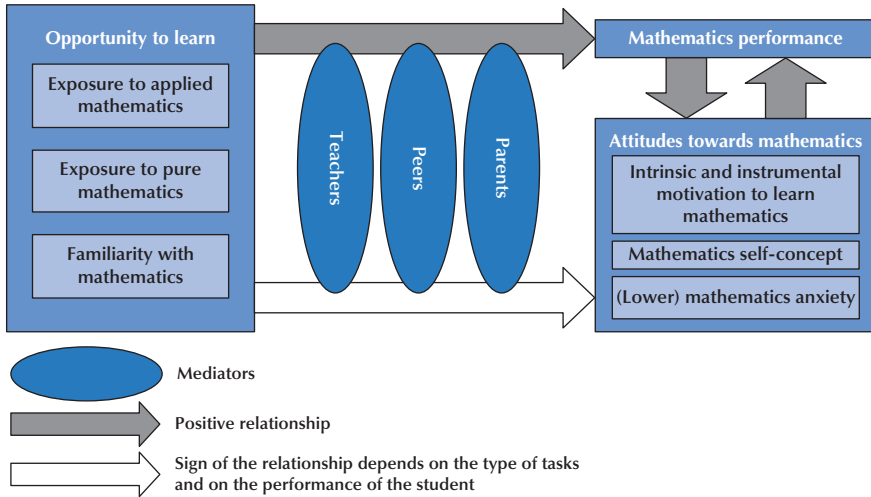 Opportunity to learn
Exposure to applied
mathematics
Exposure to pure
mathematics
Familiarity with
mathematics
Teachers
Peers
Parents
Mathematics performance
Attitudes towards mathematics
Intrinsic and instrumental
motivation to learn
mathematics
Mathematics self-concept
(Lower) mathematics anxiety
Mediators
Positive relationship
Sign of the relationship depends on the type of tasks
and on the performance of the student